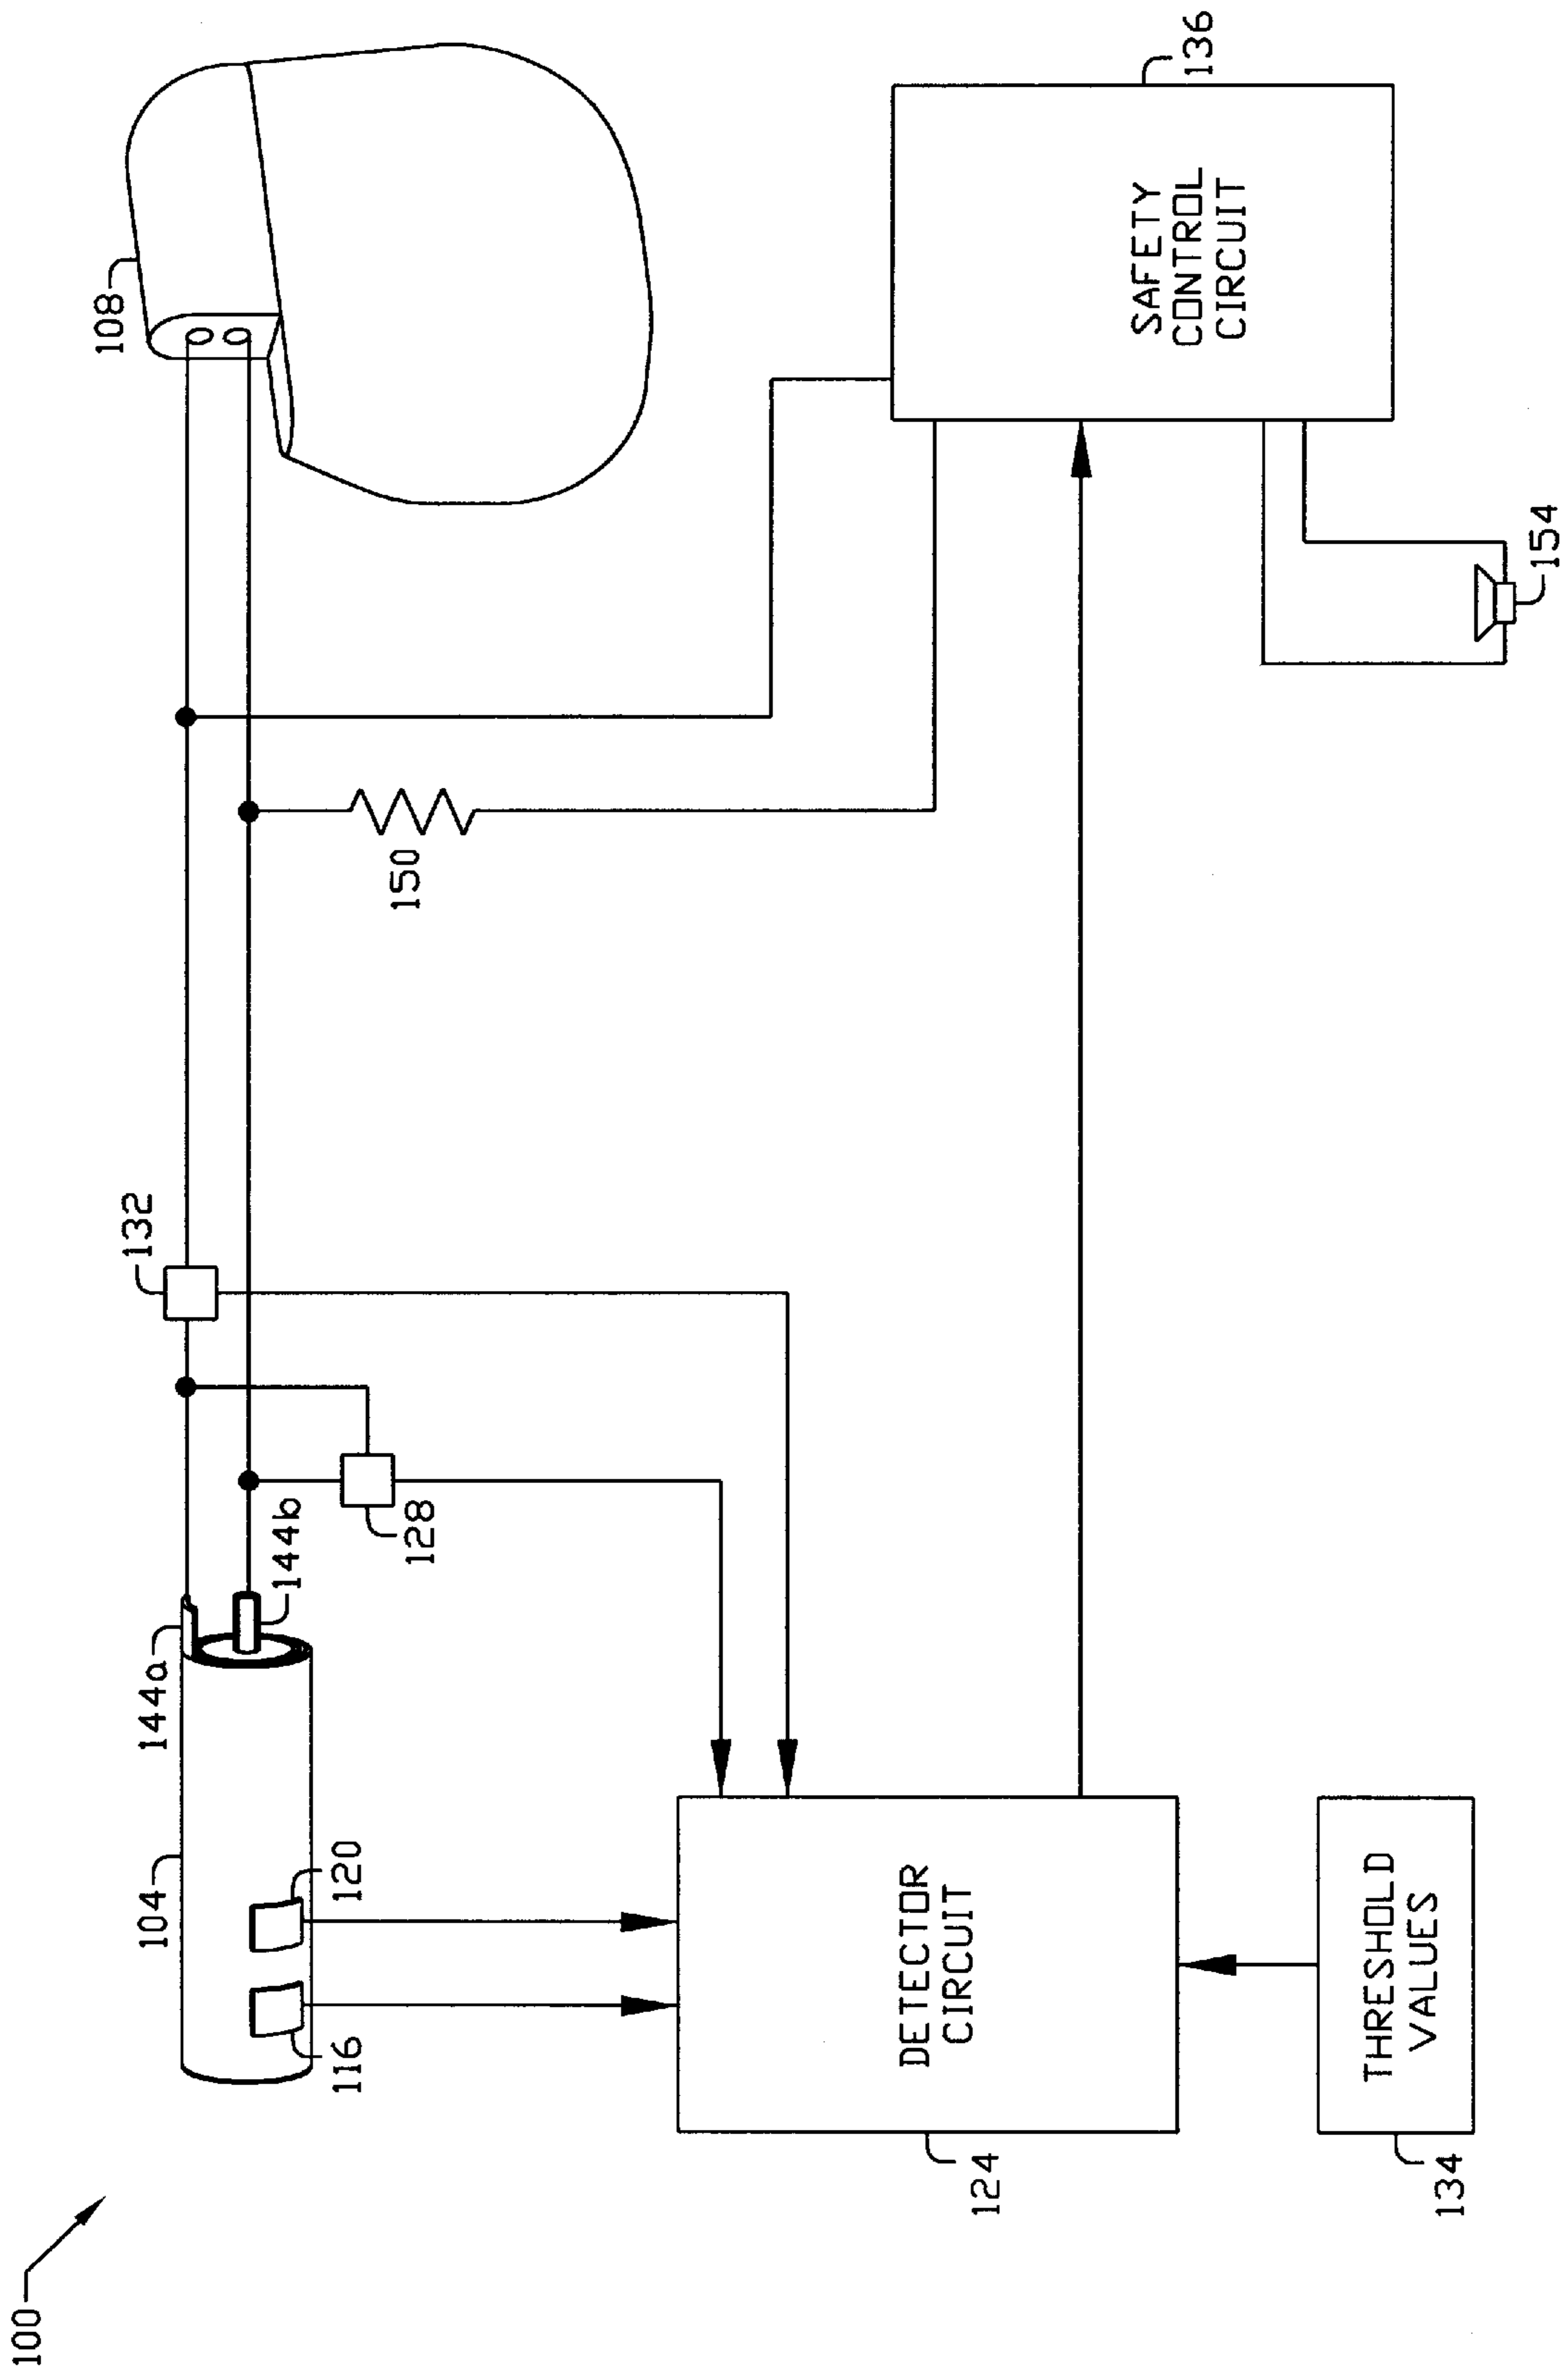 100
104
144a
144b
132
108
116
120
128
150
124
DETECTOR
CIRCUIT
134
THRESHOLD
VALUES
136
SAFETY
CONTROL
CIRCUIT
154